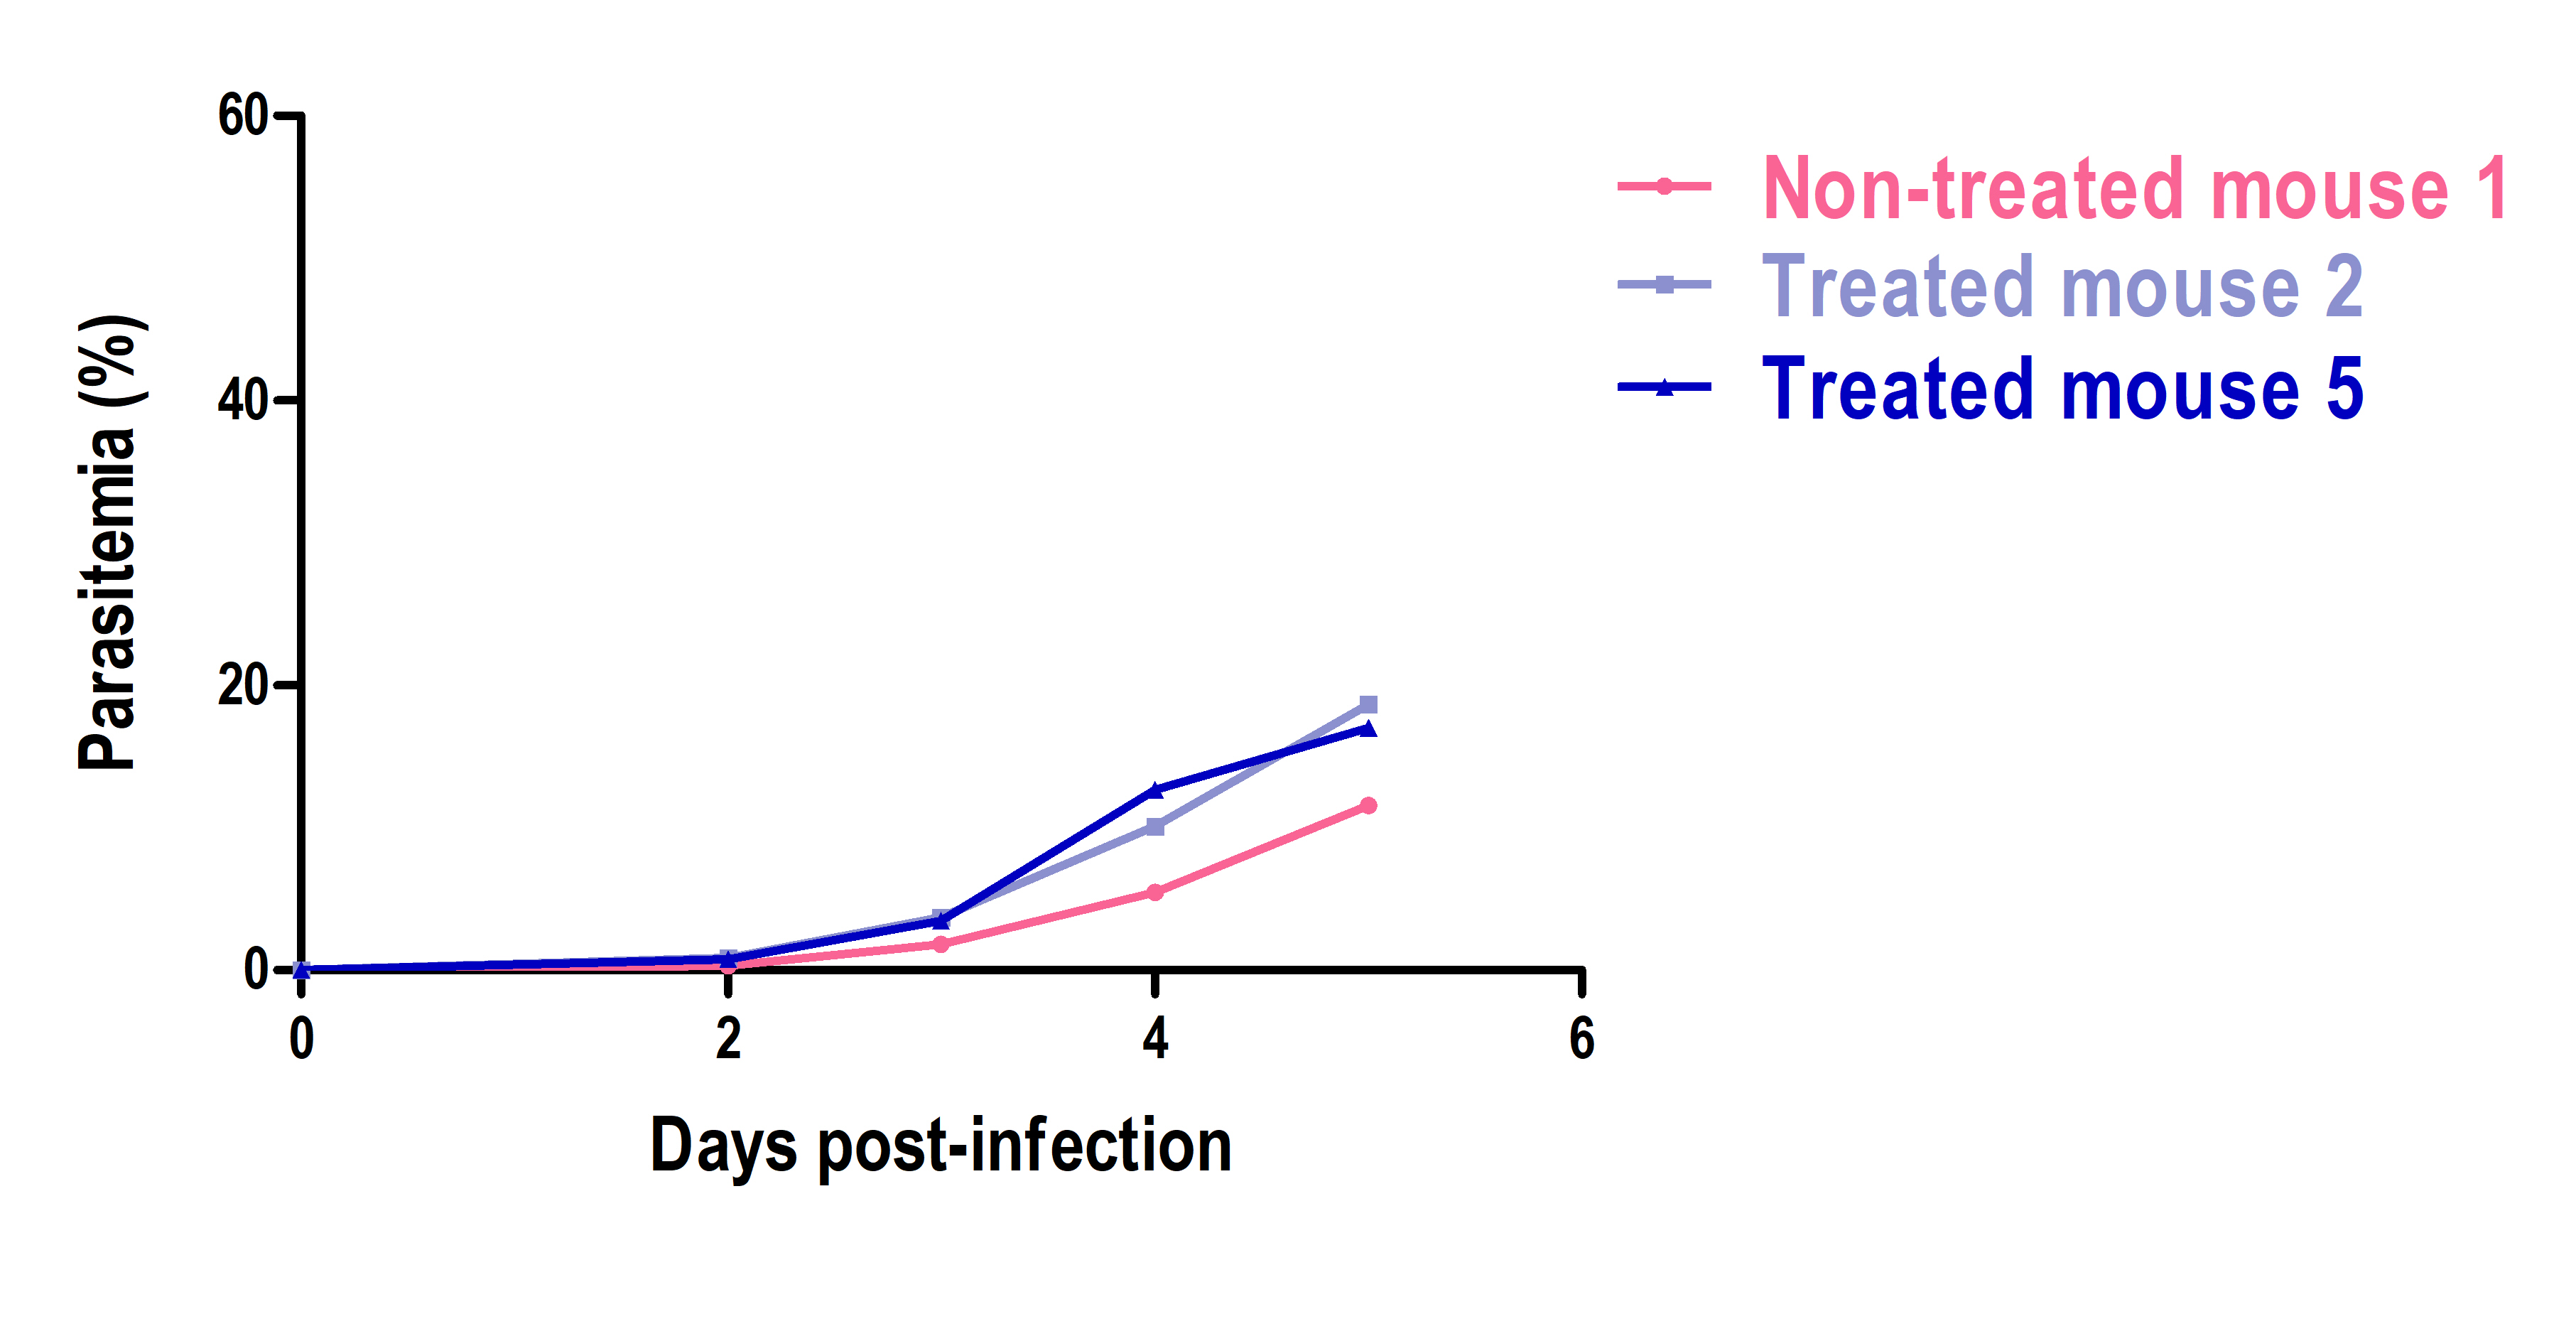 60
40
20
0
0 2 4 6
Parasitemia (%)
Days post-infection
Non-treated mouse 1
Treated mouse 2
Treated mouse 5